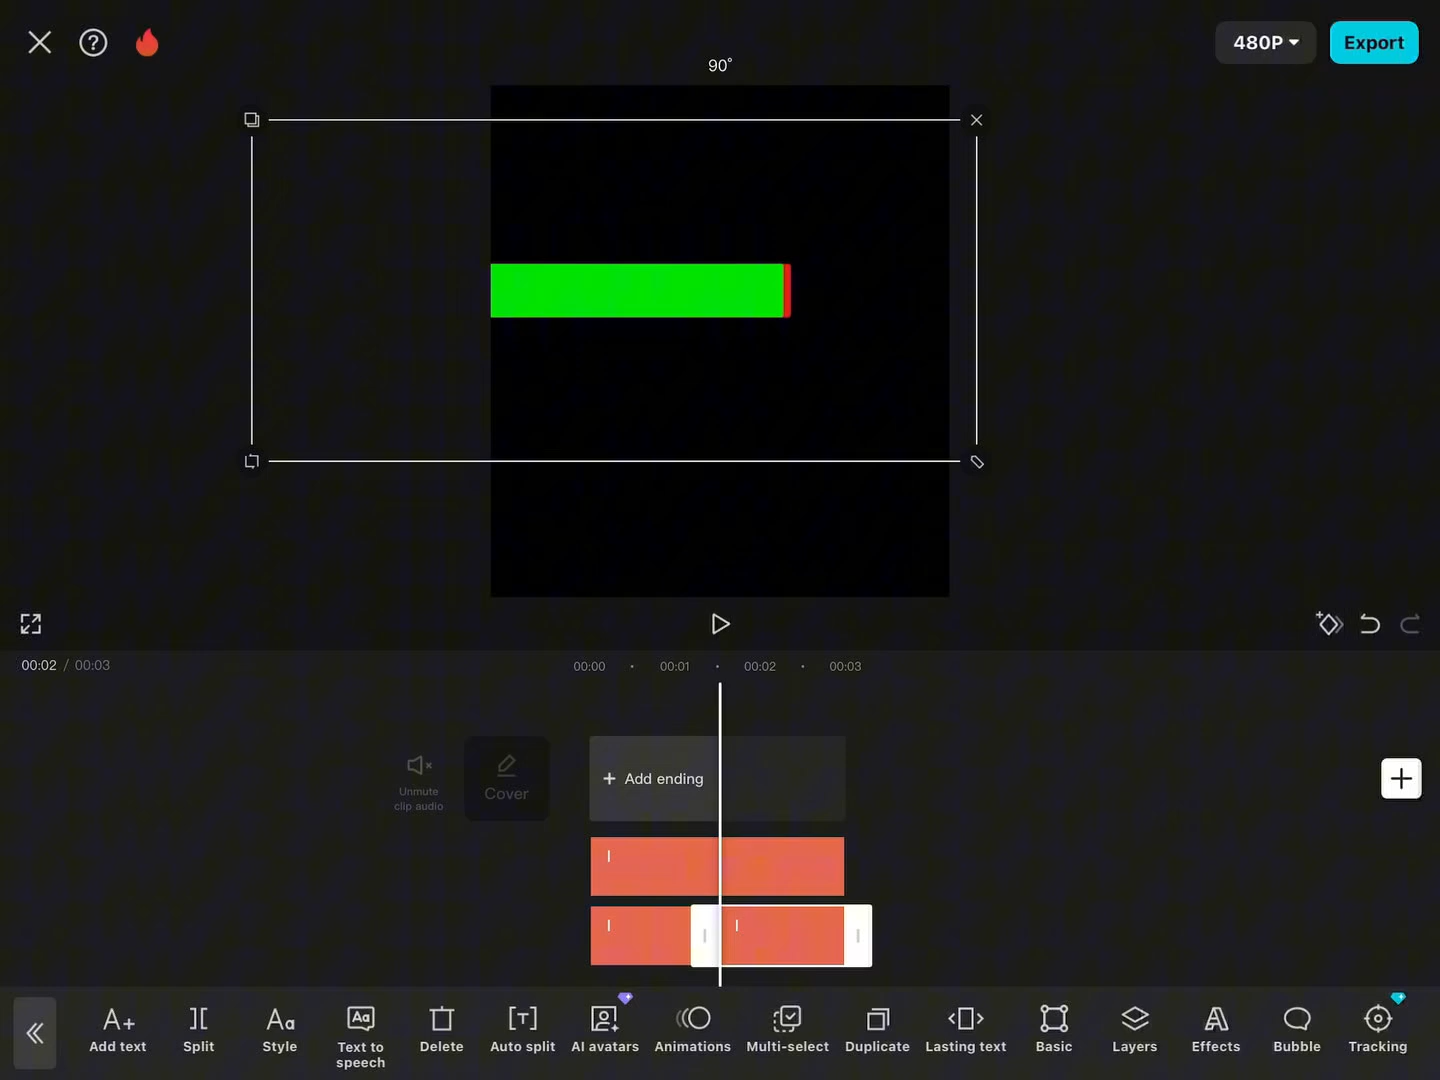 480P
Export
90°
00:02 / 00:03
00:00 00:01 00:02 00:03
Unmute
clip audio
Cover
+ Add ending
Add text
Split
Style
Text to
speech
Delete
Auto split
AI avatars
Animations
Multi-select
Duplicate
Lasting text
Basic
Layers
Effects
Bubble
Tracking